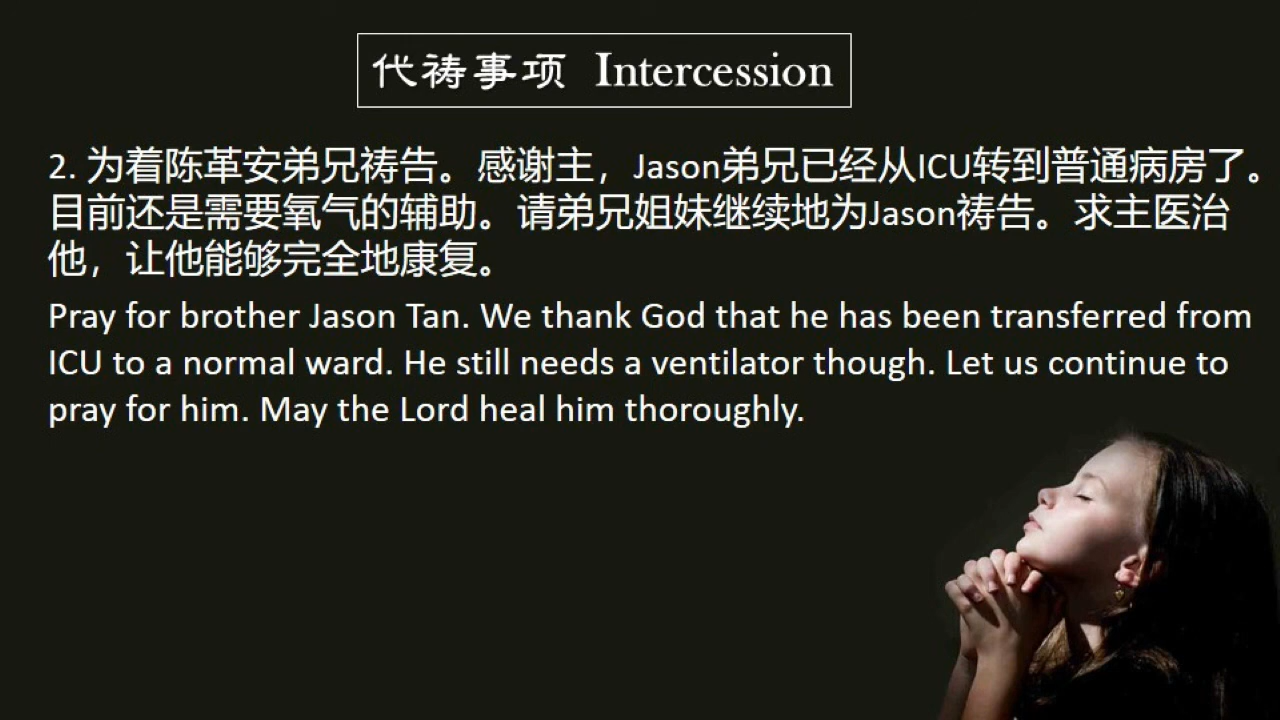 代祷事项 Intercession
2. 为着陈革安弟兄祷告。感谢主，Jason弟兄已经从ICU转到普通病房了。
目前还是需要氧气的辅助。请弟兄姐妹继续地为Jason祷告。求主医治
他，让他能够完全地康复。
Pray for brother Jason Tan. We thank God that he has been transferred from
ICU to a normal ward. He still needs a ventilator though. Let us continue to
pray for him. May the Lord heal him thoroughly.